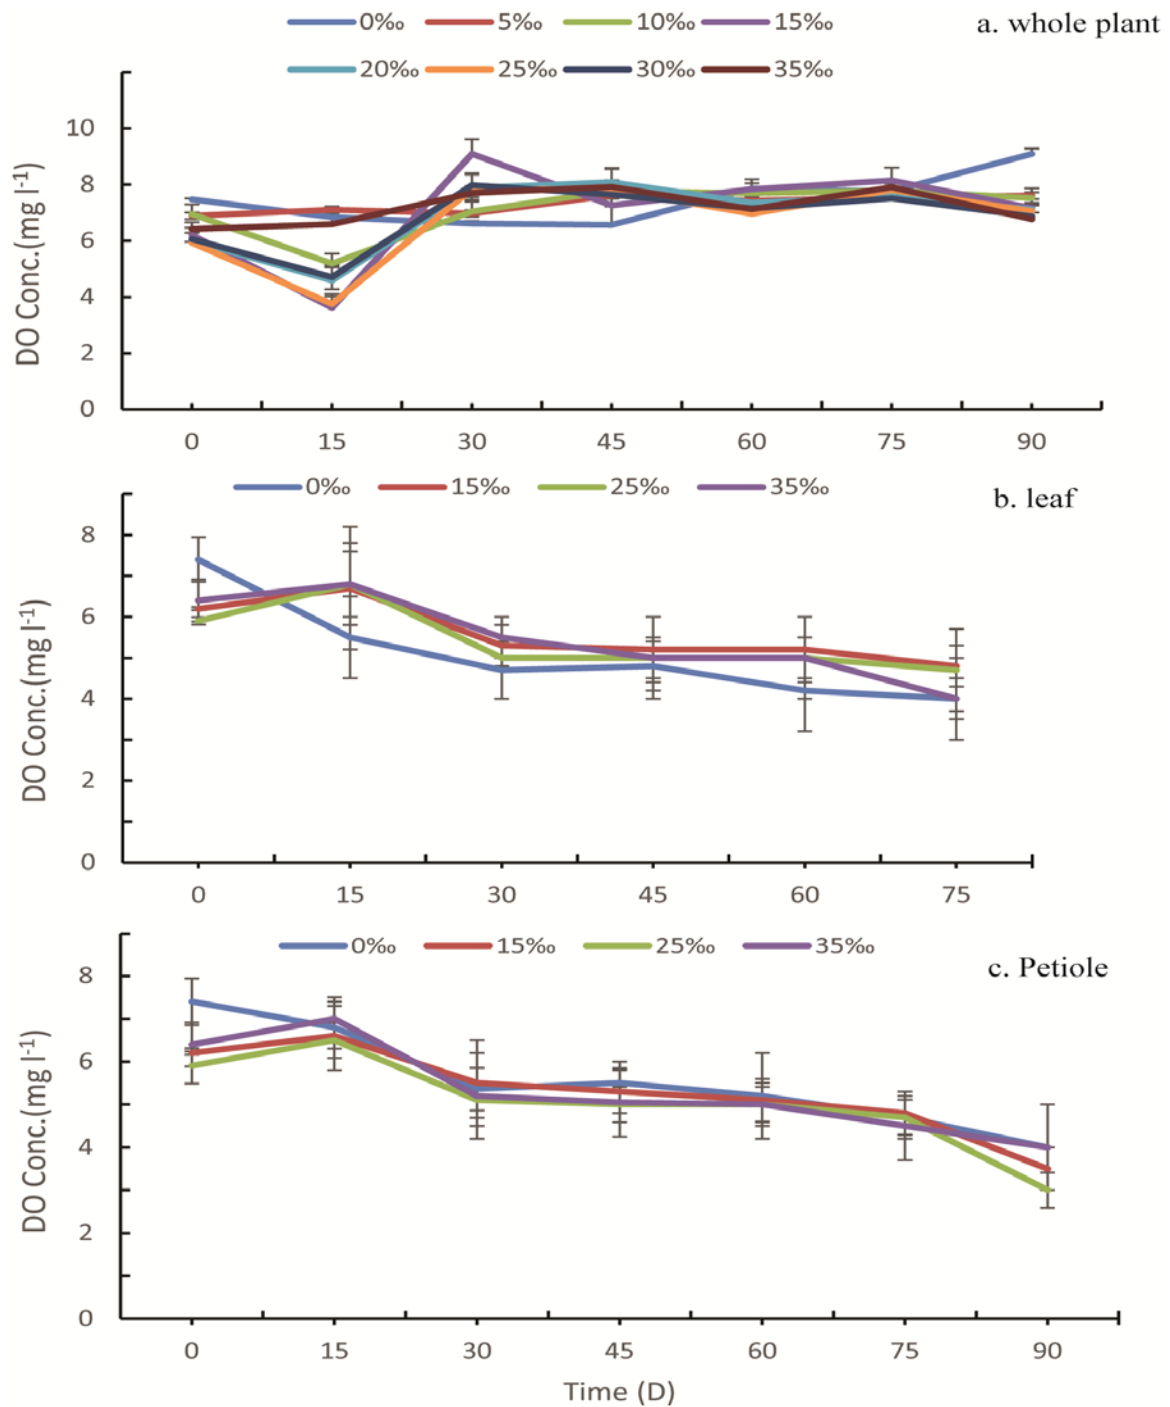 0‰ 5‰ 10‰ 15‰
a. whole plant
20‰ 25‰ 30‰ 35‰
DO Conc.(mg l-1)
10
8
6
4
2
0
0 15 30 45 60 75 90
0‰ 15‰ 25‰ 35‰
b. leaf
DO Conc.(mg l-1)
8
6
4
2
0
0 15 30 45 60 75
0‰ 15‰ 25‰ 35‰
c. Petiole
DO Conc.(mg l-1)
8
6
4
2
0
0 15 30 45 60 75 90
Time (D)